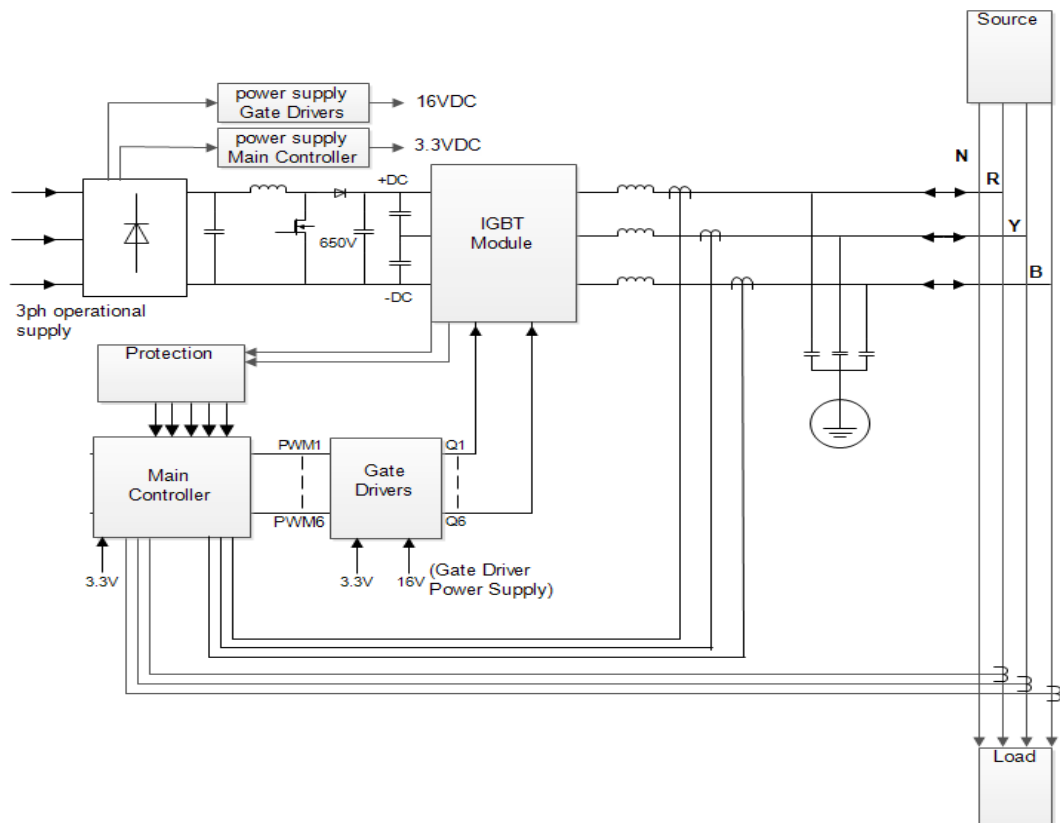 Source
power supply
Gate Drivers
16VDC
power supply
Main Controller
3.3VDC
N
R
+DC
IGBT
Module
Y
650V
B
-DC
3ph operational
supply
Protection
PWM1
Q1
Main
Controller
Gate
Drivers
PWM6
Q6
3.3V
3.3V
16V
(Gate Driver
Power Supply)
Load